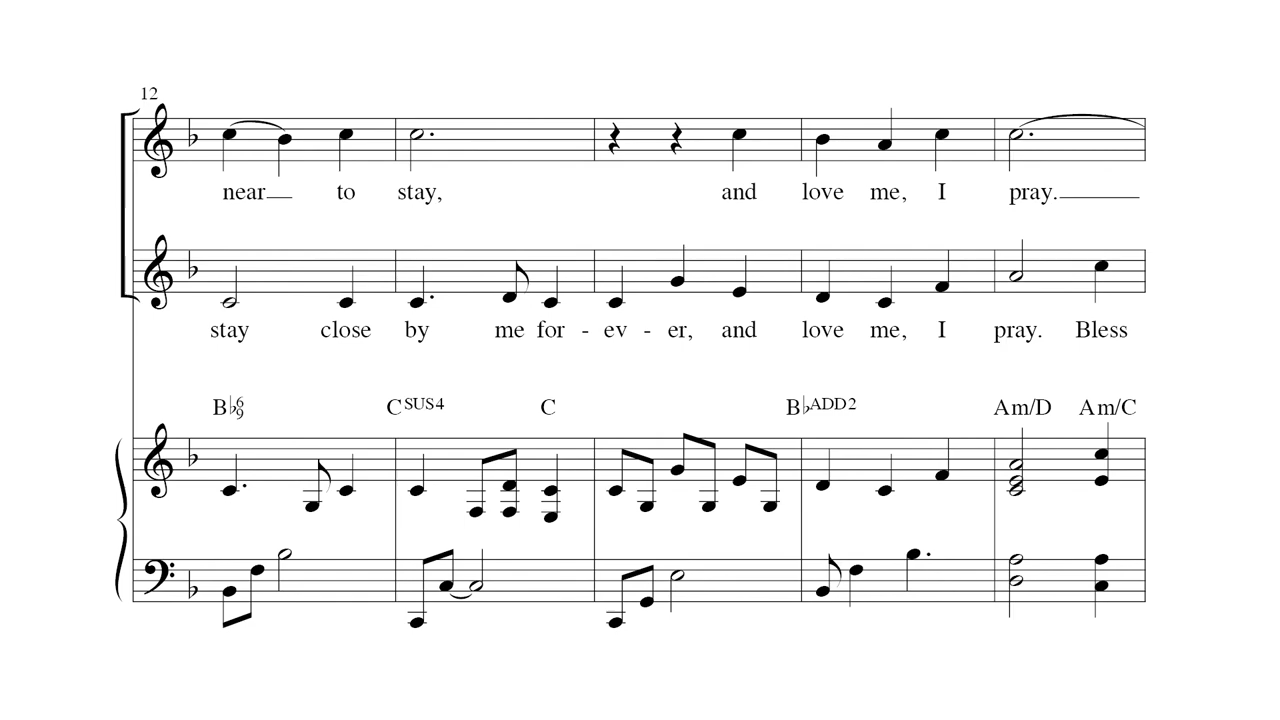 12
near to stay, and love me, I pray.
stay close by me for - ev - er, and love me, I pray. Bless
B♭6/9 CSUS4 C B♭ADD2 Am/D Am/C